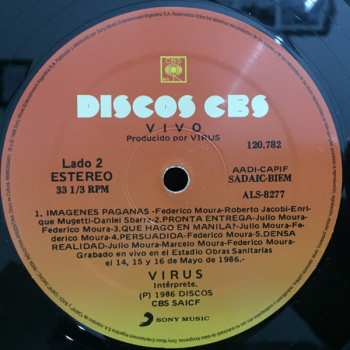 CBS
DISCOS CBS
VIVO
Producido por VIRUS
120.782
Lado 2
ESTEREO
33 1/3 RPM
AADI-CAPIF
SADAIC-BIEM
ALS-8277
1. IMAGENES PAGANAS -Federico Moura-Roberto Jacobi-Enri-
que Mugetti-Daniel Sbarra-2.PRONTA ENTREGA-Julio Moura-
Federico Moura-3.QUE HAGO EN MANILA?-Julio Moura-Fe-
derico Moura-4.PERSUADIDA-Federico Moura-5.DENSA
REALIDAD-Julio Moura-Marcelo Moura-Federico Moura-
Grabado en vivo en el Estadio Obras Sanitarias
el 14, 15 y 16 de Mayo de 1986.-
VIRUS
Intérprete.
(P) 1986 DISCOS
CBS SAICF
SONY MUSIC